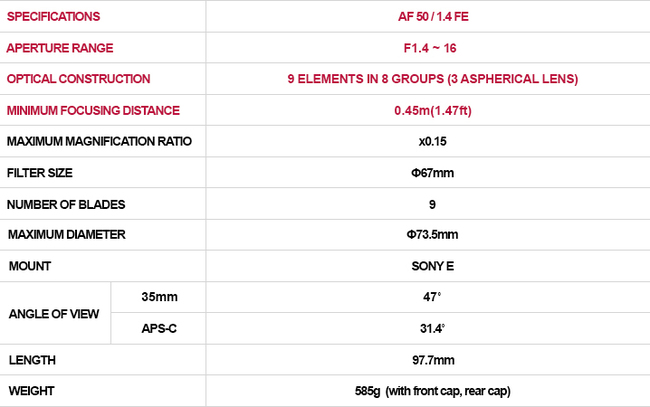 SPECIFICATIONS AF 50 / 1.4 FE
APERTURE RANGE F1.4 ~ 16
OPTICAL CONSTRUCTION 9 ELEMENTS IN 8 GROUPS (3 ASPHERICAL LENS)
MINIMUM FOCUSING DISTANCE 0.45m(1.47ft)
MAXIMUM MAGNIFICATION RATIO x0.15
FILTER SIZE Φ67mm
NUMBER OF BLADES 9
MAXIMUM DIAMETER Φ73.5mm
MOUNT SONY E
ANGLE OF VIEW 35mm 47°
APS-C 31.4°
LENGTH 97.7mm
WEIGHT 585g (with front cap, rear cap)